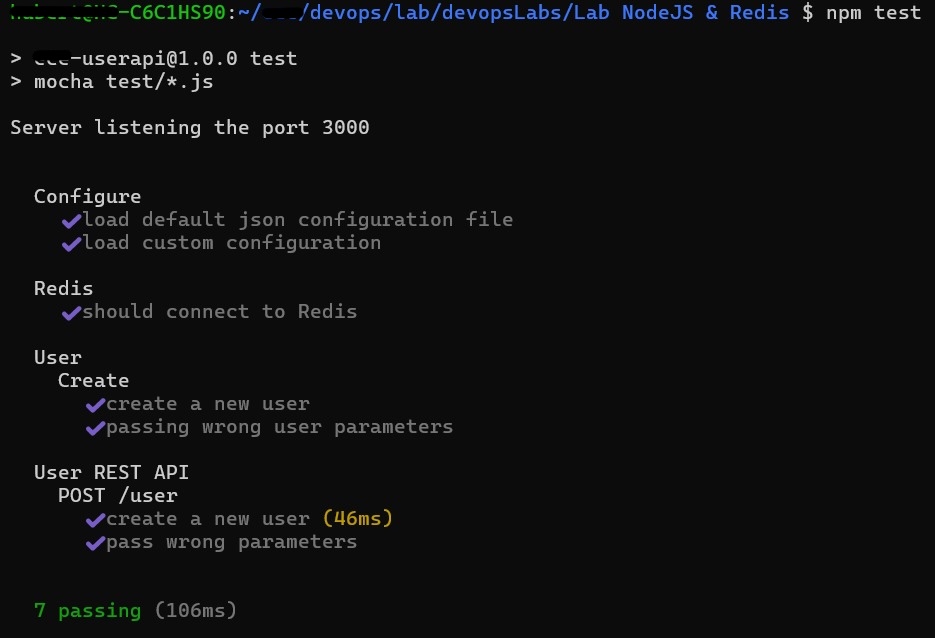 -C6C1HS90:~/ /devops/lab/devopsLabs/Lab NodeJS & Redis $ npm test
> -userapi@1.0.0 test
> mocha test/*.js
Server listening the port 3000
Configure
✔load default json configuration file
✔load custom configuration
Redis
✔should connect to Redis
User
Create
✔create a new user
✔passing wrong user parameters
User REST API
POST /user
✔create a new user (46ms)
✔pass wrong parameters
7 passing (106ms)